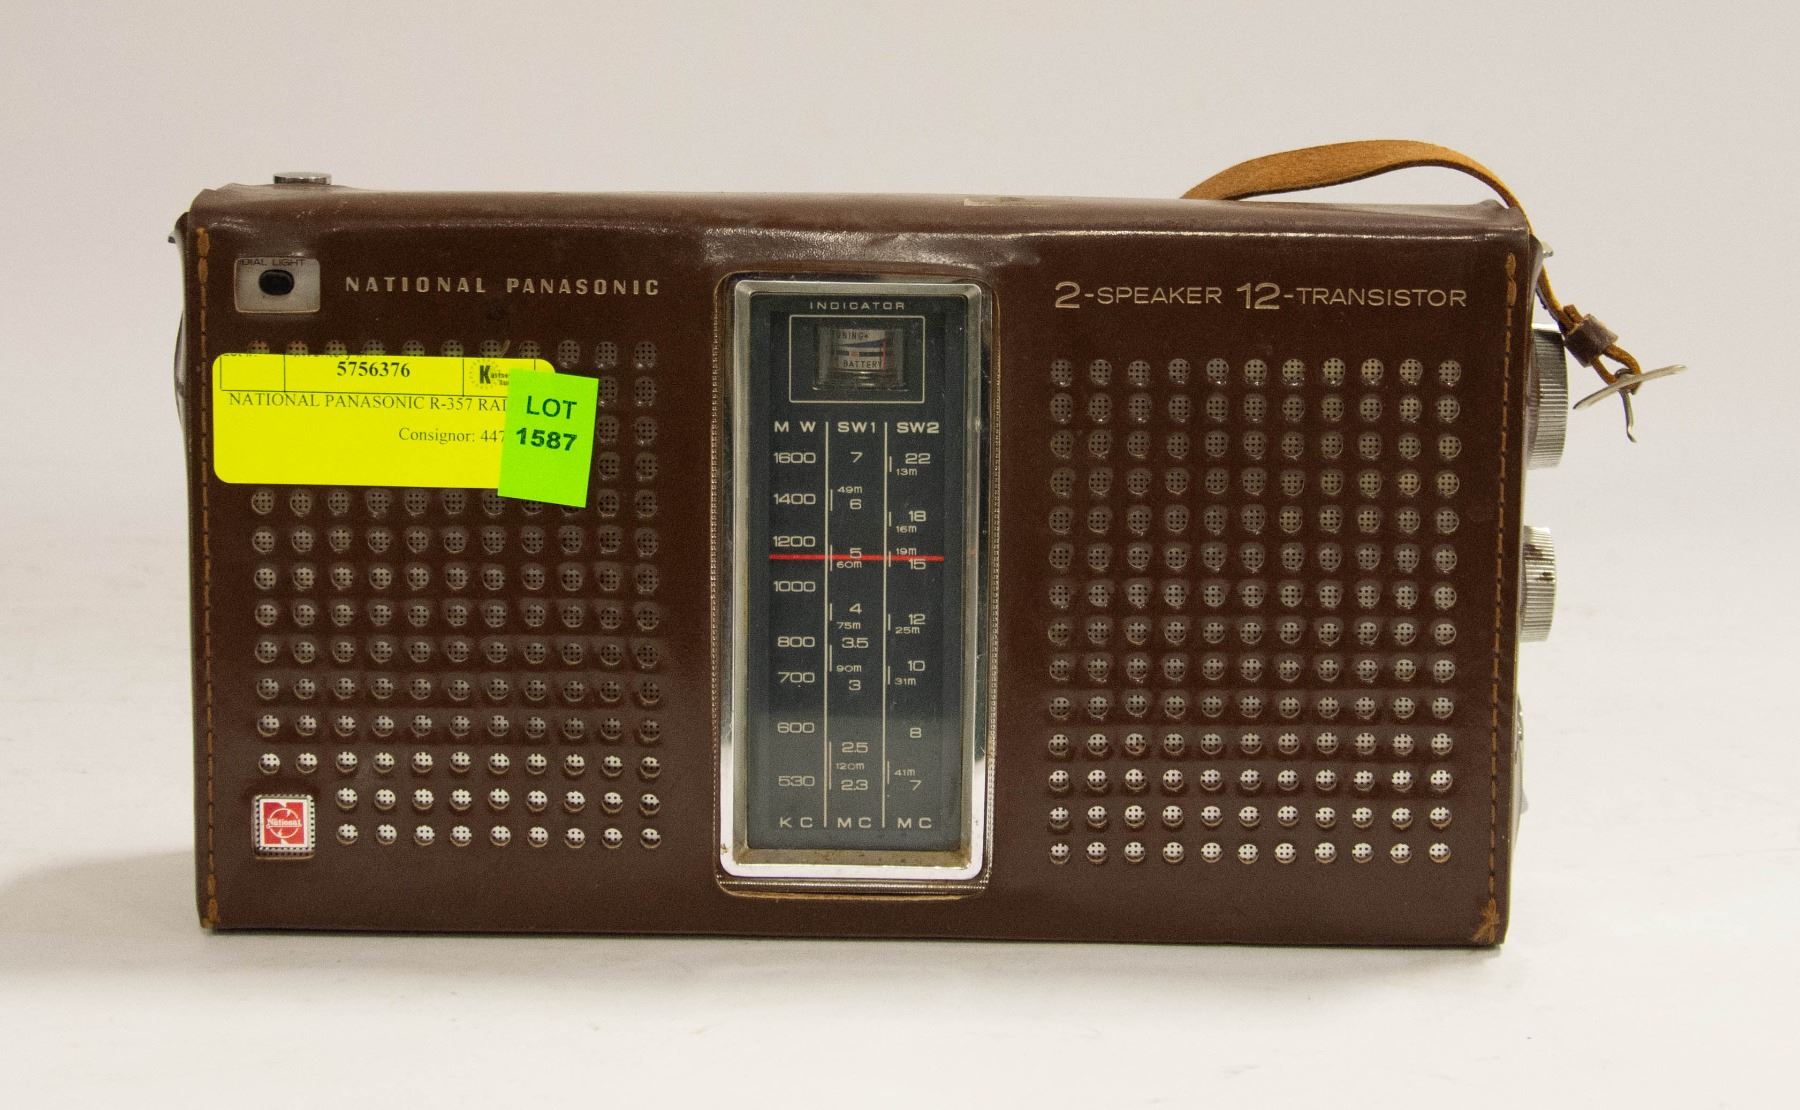 DIAL LIGHT
NATIONAL PANASONIC
2-SPEAKER 12-TRANSISTOR
INDICATOR
BATTERY
5756376
NATIONAL PANASONIC R-357
Consignor: 447
LOT
1587
M W SW1 SW2
1600 7 22
13m
49m
1400 6 18
16m
1200 5 19m
60m 15
1000
4 12
75m 25m
800 3.5
90m 10
700 3 31m
600 8
2.5
120m 41m
530 2.3 7
KC MC MC
National